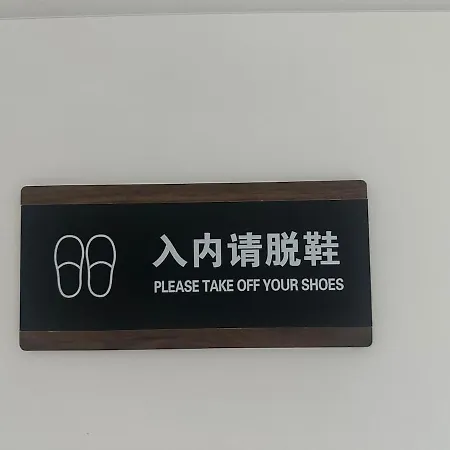 入内请脱鞋
PLEASE TAKE OFF YOUR SHOES